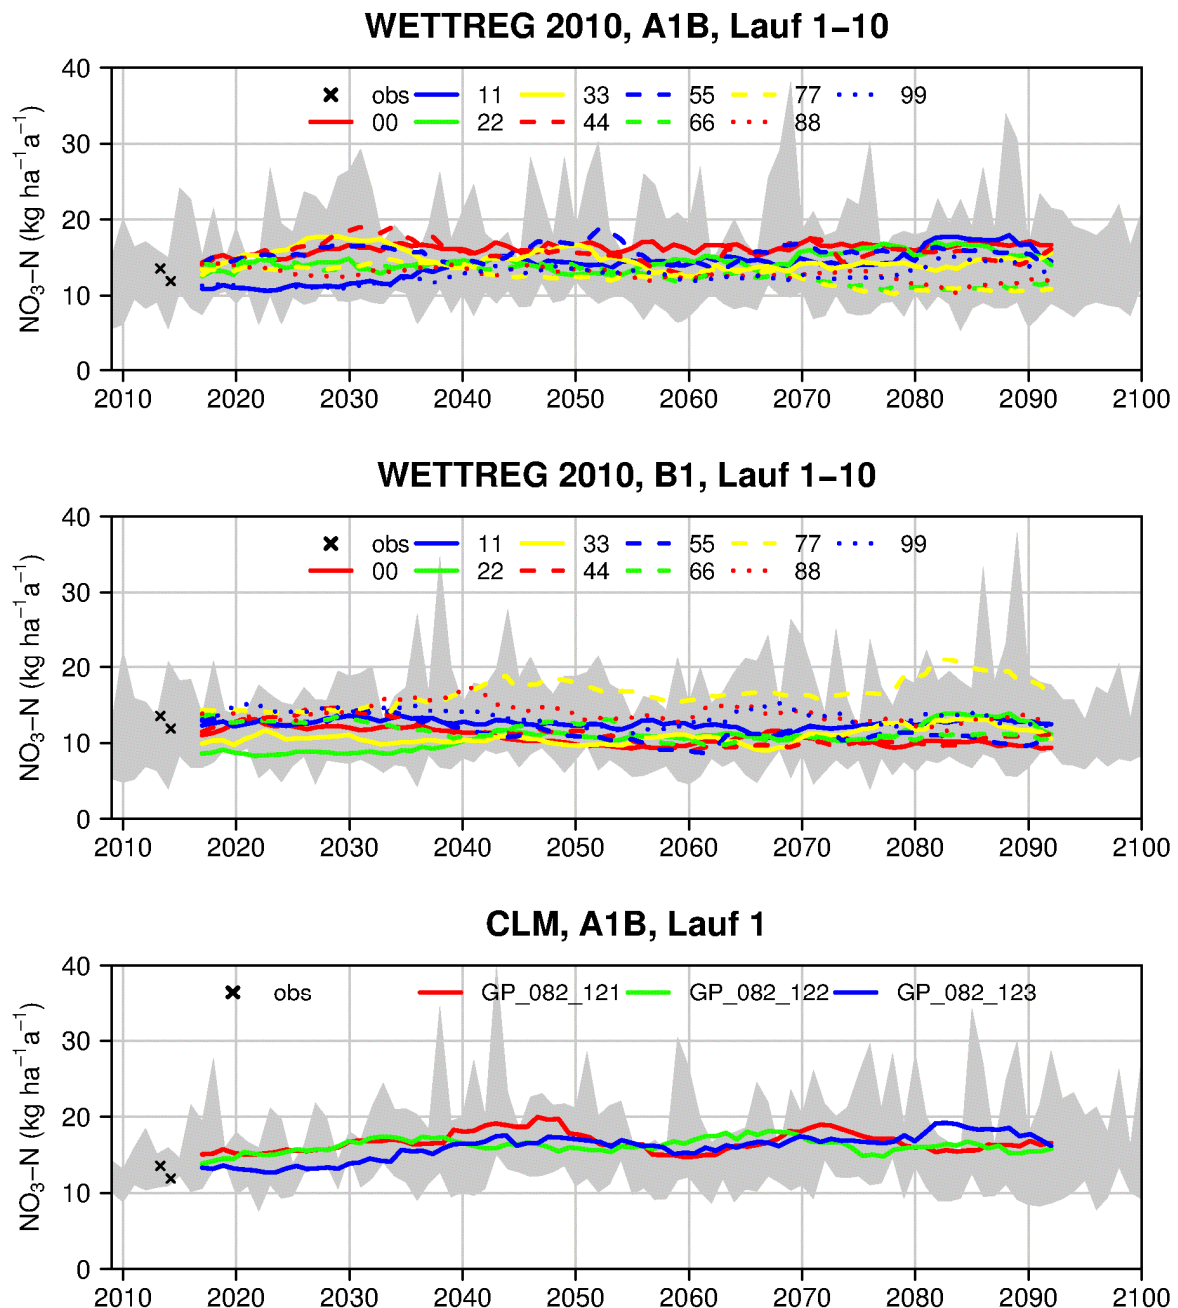 WETTREG 2010, A1B, Lauf 1−10
40
30
20
10
0
NO₃−N (kg ha⁻¹a⁻¹)
obs 11 33 55 77 99
00 22 44 66 88
2010 2020 2030 2040 2050 2060 2070 2080 2090 2100
WETTREG 2010, B1, Lauf 1−10
40
30
20
10
0
NO₃−N (kg ha⁻¹a⁻¹)
obs 11 33 55 77 99
00 22 44 66 88
2010 2020 2030 2040 2050 2060 2070 2080 2090 2100
CLM, A1B, Lauf 1
40
30
20
10
0
NO₃−N (kg ha⁻¹a⁻¹)
obs GP_082_121 GP_082_122 GP_082_123
2010 2020 2030 2040 2050 2060 2070 2080 2090 2100